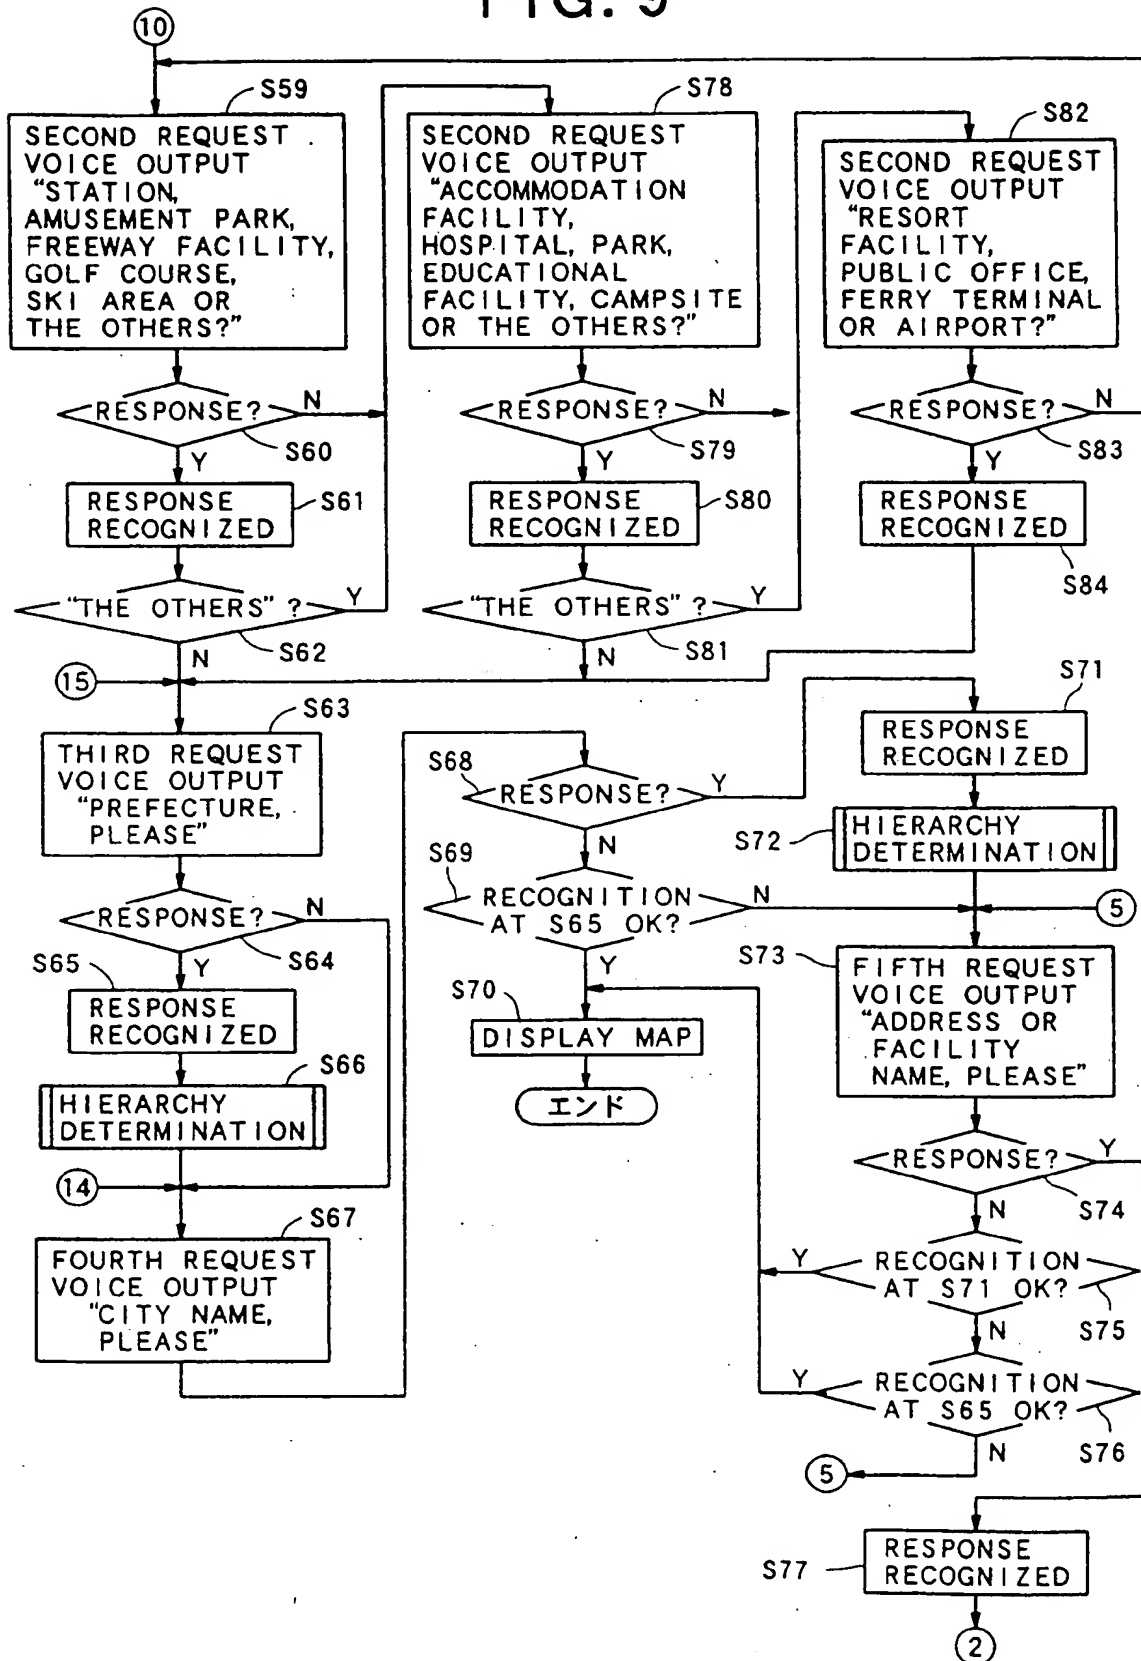 FIG. 9
10
S59
SECOND REQUEST
VOICE OUTPUT
"STATION,
AMUSEMENT PARK,
FREEWAY FACILITY,
GOLF COURSE,
SKI AREA OR
THE OTHERS?"
RESPONSE?
N
S60
Y
RESPONSE
RECOGNIZED
S61
"THE OTHERS" ?
Y
S62
N
15
S78
SECOND REQUEST
VOICE OUTPUT
"ACCOMMODATION
FACILITY,
HOSPITAL, PARK,
EDUCATIONAL
FACILITY, CAMPSITE
OR THE OTHERS?"
RESPONSE?
N
S79
Y
RESPONSE
RECOGNIZED
S80
"THE OTHERS" ?
Y
S81
N
S82
SECOND REQUEST
VOICE OUTPUT
"RESORT
FACILITY,
PUBLIC OFFICE,
FERRY TERMINAL
OR AIRPORT?"
RESPONSE?
N
S83
Y
RESPONSE
RECOGNIZED
S84
S63
THIRD REQUEST
VOICE OUTPUT
"PREFECTURE,
PLEASE"
RESPONSE?
N
S64
Y
S65
RESPONSE
RECOGNIZED
S66
HIERARCHY
DETERMINATION
14
S67
FOURTH REQUEST
VOICE OUTPUT
"CITY NAME,
PLEASE"
S68
RESPONSE?
Y
N
S69
RECOGNITION
AT S65 OK?
N
Y
S70
DISPLAY MAP
エンド
S71
RESPONSE
RECOGNIZED
S72
HIERARCHY
DETERMINATION
5
S73
FIFTH REQUEST
VOICE OUTPUT
"ADDRESS OR
FACILITY
NAME, PLEASE"
RESPONSE?
Y
S74
N
Y
RECOGNITION
AT S71 OK?
S75
N
Y
RECOGNITION
AT S65 OK?
S76
N
5
S77
RESPONSE
RECOGNIZED
2